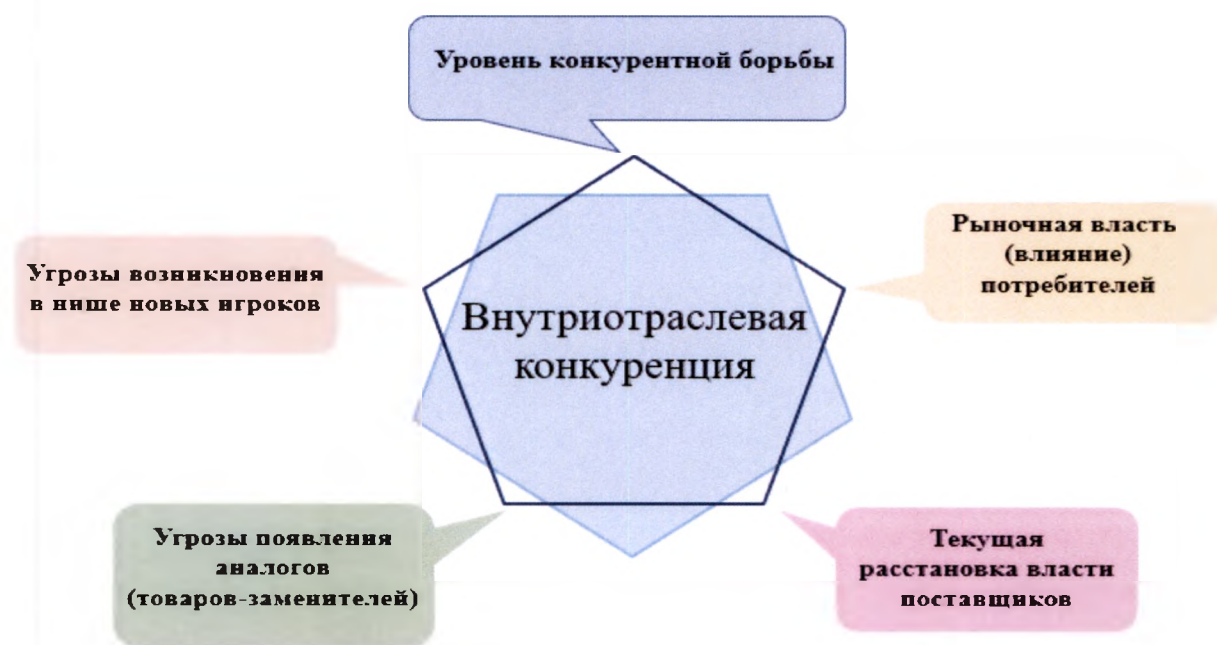 Уровень конкурентной борьбы
Рыночная власть
(влияние)
потребителей
Угрозы возникновения
в нише новых игроков
Внутриотраслевая
конкуренция
Угрозы появления
аналогов
(товаров-заменителей)
Текущая
расстановка власти
поставщиков